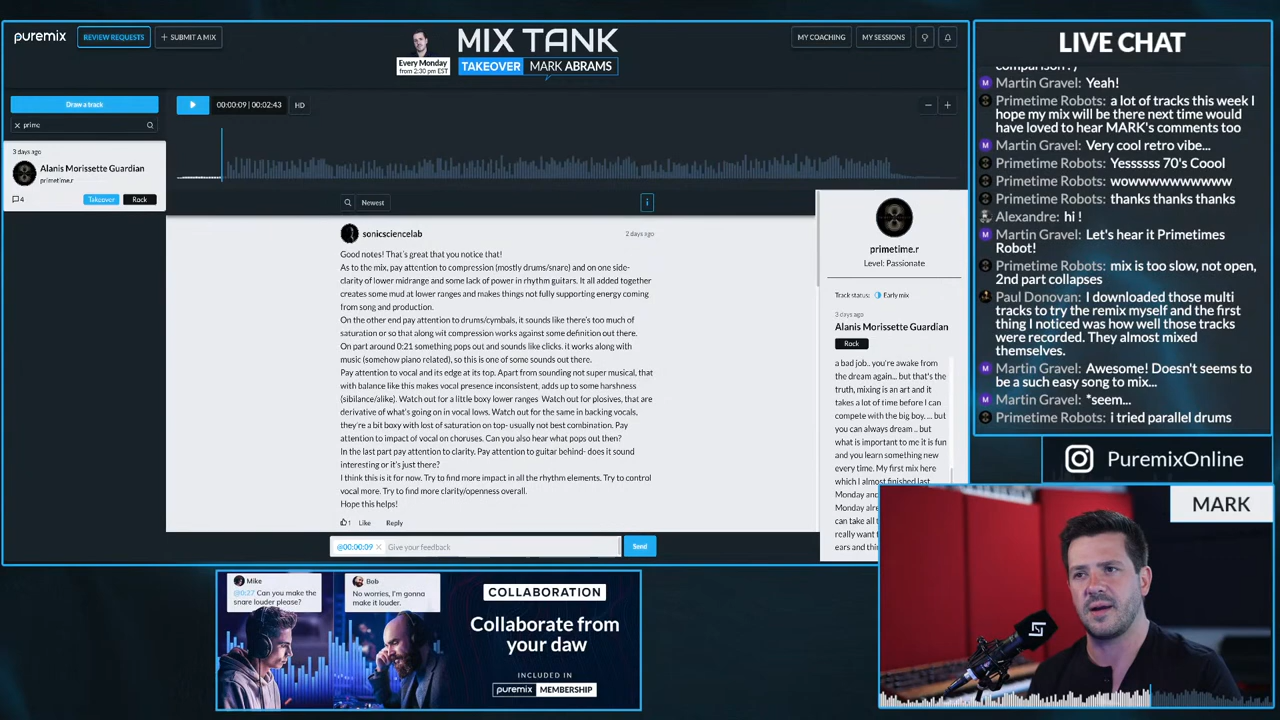 puremix
REVIEW REQUESTS
+ SUBMIT A MIX
Every Monday
from 2:30 pm EST
MIX TANK
TAKEOVER MARK ABRAMS
MY COACHING
MY SESSIONS
Draw a track
× prime
3 days ago
Alanis Morissette Guardian
primetime.r
4
Takeover
Rock
00:00:09 | 00:02:43
HD
Newest
i
sonicsciencelab
2 days ago
Good notes! That's great that you notice that!
As to the mix, pay attention to compression (mostly drums/snare) and on one side-
clarity of lower midrange and some lack of power in rhythm guitars. It all added together
creates some mud at lower ranges and makes things not fully supporting energy coming
from song and production.
On the other end pay attention to drums/cymbals, it sounds like there's too much of
saturation or so that along wit compression works against some definition out there.
On part around 0:21 something pops out and sounds like clicks. it works along with
music (somehow piano related), so this is one of some sounds out there.
Pay attention to vocal and its edge at its top. Apart from sounding not super musical, that
with balance like this makes vocal presence inconsistent, adds up to some harshness
(sibilance/alike). Watch out for a little boxy lower ranges Watch out for plosives, that are
derivative of what's going on in vocal lows. Watch out for the same in backing vocals,
they're a bit boxy with lost of saturation on top- usually not best combination. Pay
attention to impact of vocal on choruses. Can you also hear what pops out then?
In the last part pay attention to clarity. Pay attention to guitar behind- does it sound
interesting or it's just there?
I think this is it for now. Try to find more impact in all the rhythm elements. Try to control
vocal more. Try to find more clarity/openness overall.
Hope this helps!
1 Like Reply
@00:00:09 ×
Give your feedback
Send
primetime.r
Level: Passionate
Track status: Early mix
3 days ago
Alanis Morissette Guardian
Rock
a bad job.. you're awake from
the dream again... but that's the
truth, mixing is an art and it
takes a lot of time before I can
compete with the big boy. ... but
you can always dream .. but
what is important to me it is fun
and you learn something new
every time. My first mix here
which I almost finished last
Monday an
Monday alr
can take all t
really want t
ears and thi
LIVE CHAT
comparison ! )
Martin Gravel: Yeah!
Primetime Robots: a lot of tracks this week I
hope my mix will be there next time would
have loved to hear MARK's comments too
Martin Gravel: Very cool retro vibe...
Primetime Robots: Yessssss 70's Coool
Primetime Robots: wowwwwwwwwww
Primetime Robots: thanks thanks thanks
Alexandre: hi !
Martin Gravel: Let's hear it Primetimes
Robot!
Primetime Robots: mix is too slow, not open,
2nd part collapses
Paul Donovan: I downloaded those multi
tracks to try the remix myself and the first
thing I noticed was how well those tracks
were recorded. They almost mixed
themselves.
Martin Gravel: Awesome! Doesn't seems to
be a such easy song to mix...
Martin Gravel: *seem...
Primetime Robots: i tried parallel drums
PuremixOnline
MARK
Mike
@0:27 Can you make the
snare louder please?
Bob
No worries, I'm gonna
make it louder.
COLLABORATION
Collaborate from
your daw
INCLUDED IN
puremix MEMBERSHIP